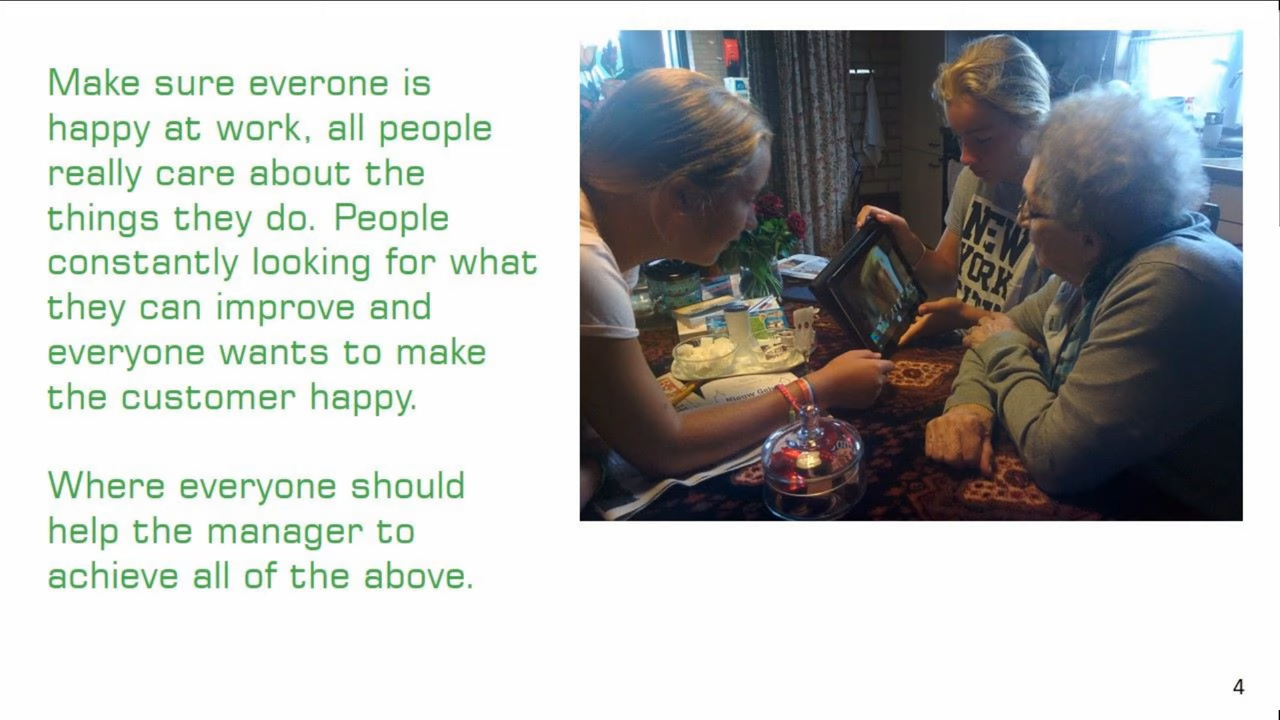 Make sure everone is
happy at work, all people
really care about the
things they do. People
constantly looking for what
they can improve and
everyone wants to make
the customer happy.
Where everyone should
help the manager to
achieve all of the above.
NEW
YORK
4